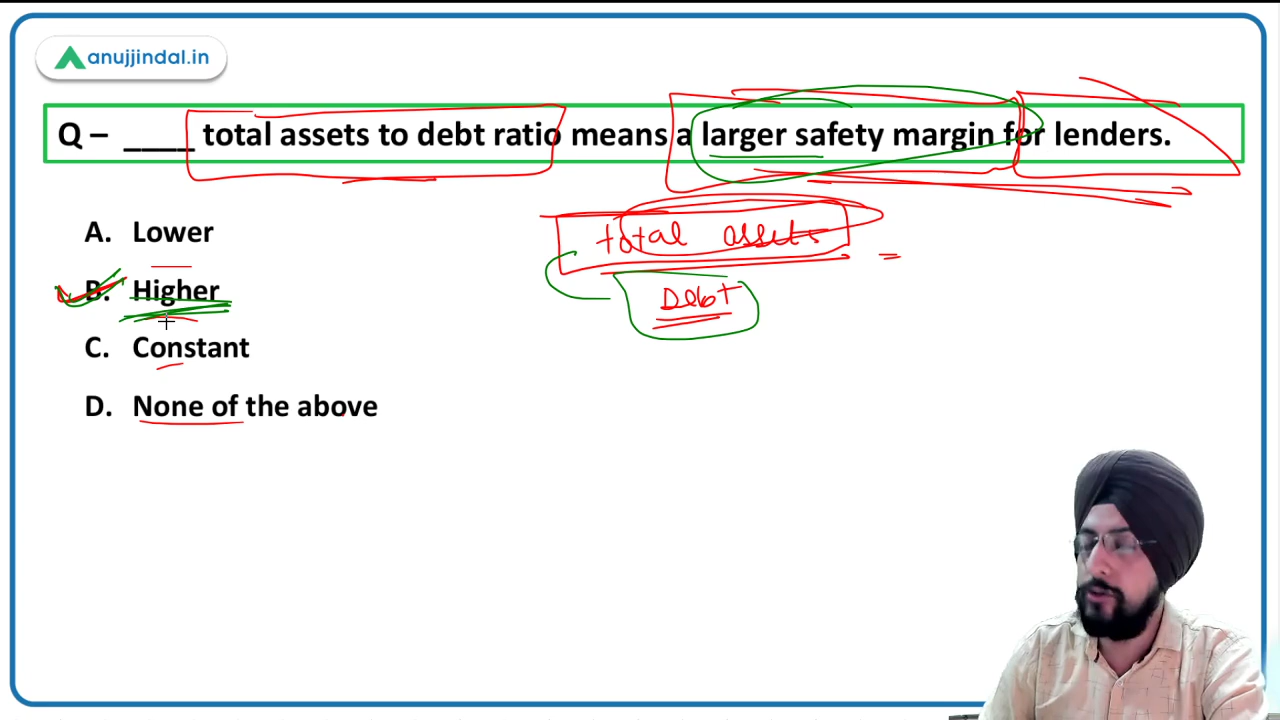 anujjindal.in
Q – ____ total assets to debt ratio means a larger safety margin for lenders.
A. Lower
B. Higher
C. Constant
D. None of the above
total assets =
Debt